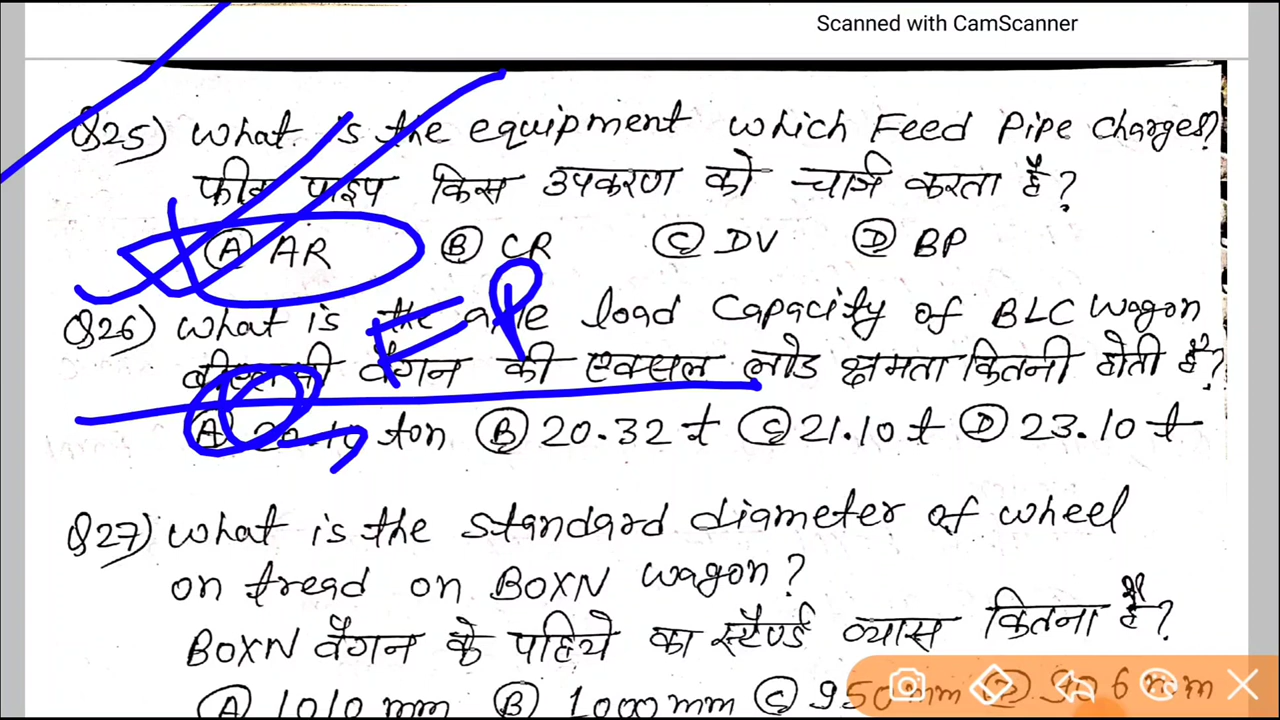 Scanned with CamScanner
Q25) What is the equipment which Feed Pipe Charges?
फीड पाइप किस उपकरण को चार्ज करता है?
(A) AR (B) CR (C) DV (D) BP
FP
Q26) What is the axle load Capacity of BLC Wagon
बीएलसी वैगन की एक्सल लोड क्षमता कितनी होती है?
(A) ton (B) 20.32 t (C) 21.10 t (D) 23.10 t
Q27) What is the standard diameter of wheel
on tread on BOXN wagon?
BOXN वैगन के पहिये का स्टैण्डर्ड व्यास कितना है?
(A) 1010 mm (B) 1000 mm (C) 950 mm mm